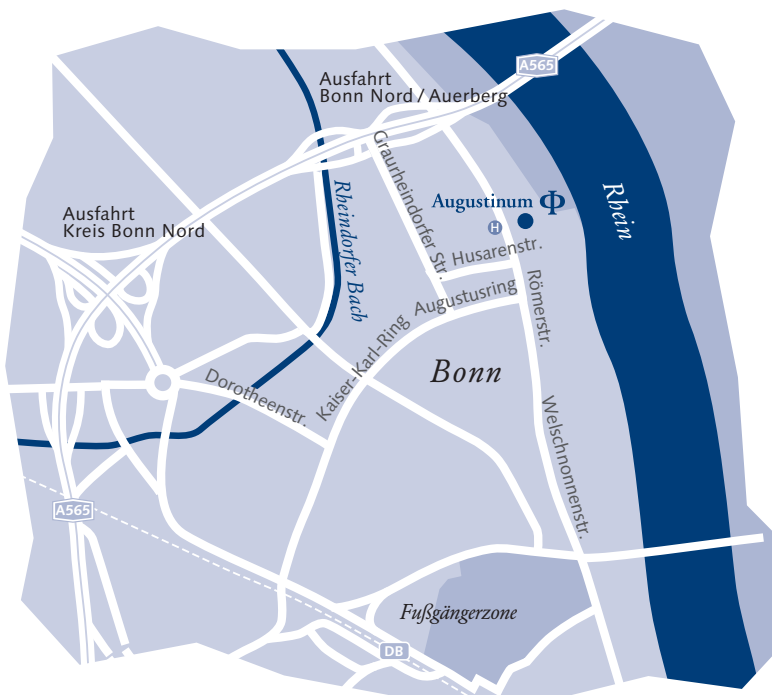 A565
Ausfahrt
Bonn Nord / Auerberg
Graurheindorfer Str.
Rheindorfer Bach
Augustinum Φ
H
Rhein
Ausfahrt
Kreis Bonn Nord
Husarenstr.
Augustusring
Römerstr.
Kaiser-Karl-Ring
Dorotheenstr.
Bonn
Welschnonnenstr.
A565
Fußgängerzone
DB